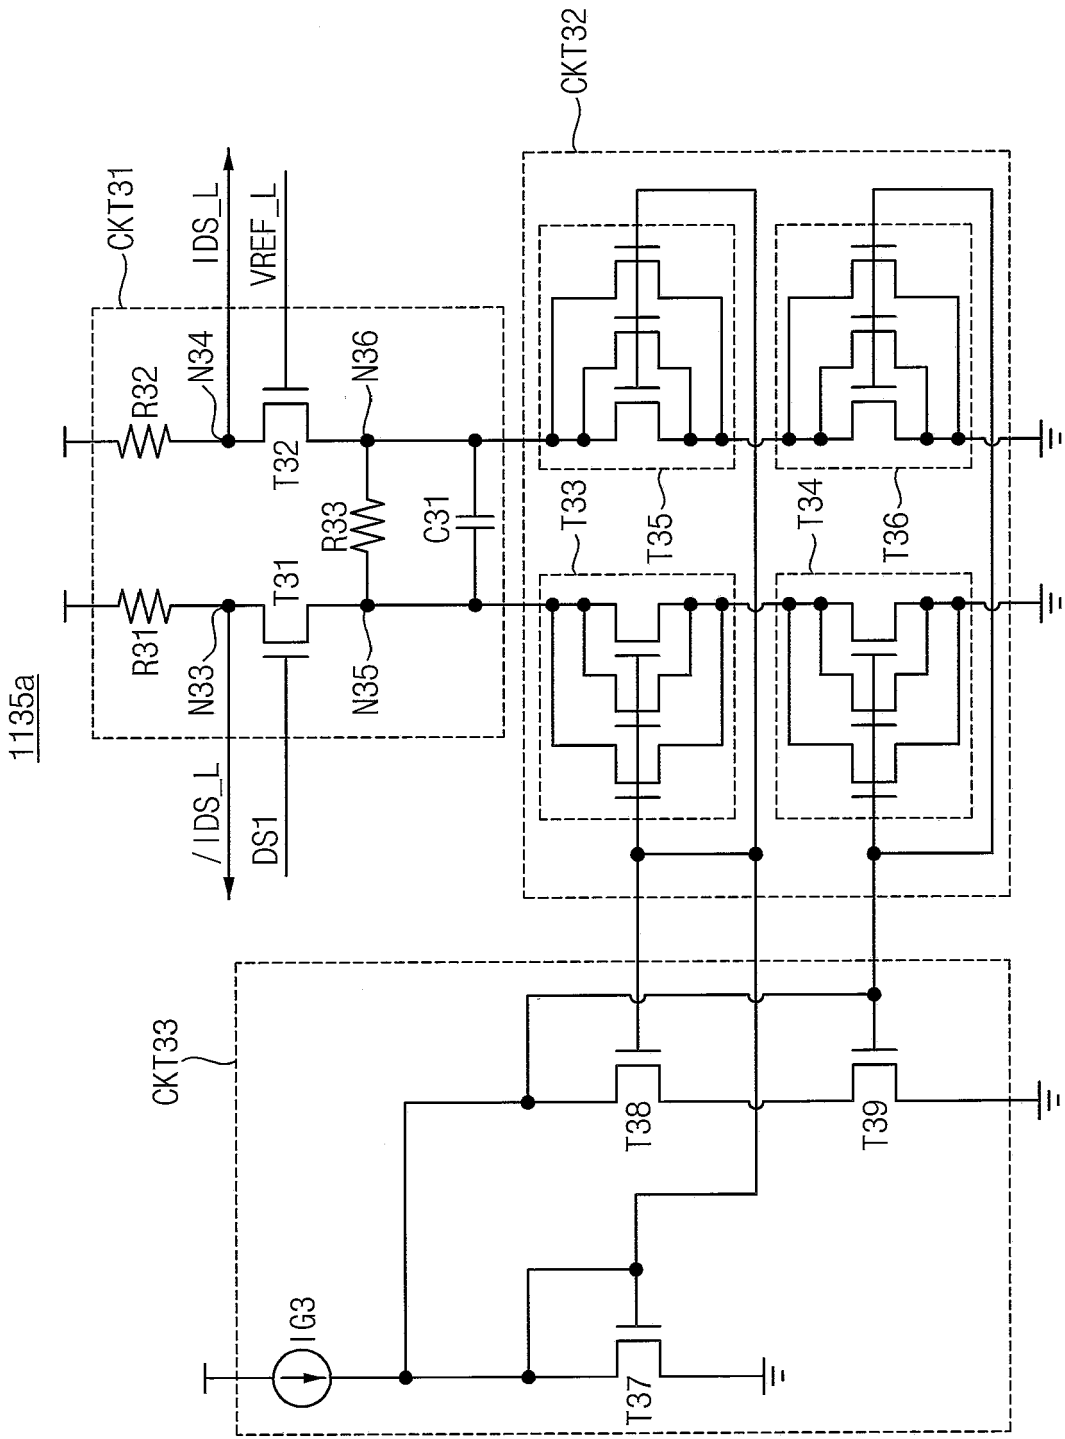 1135a
CKT31
R31
R32
N33
N34
/IDS_L
IDS_L
DS1
VREF_L
T31
T32
N35
N36
R33
C31
CKT32
T33
T35
T34
T36
CKT33
IG3
T37
T38
T39